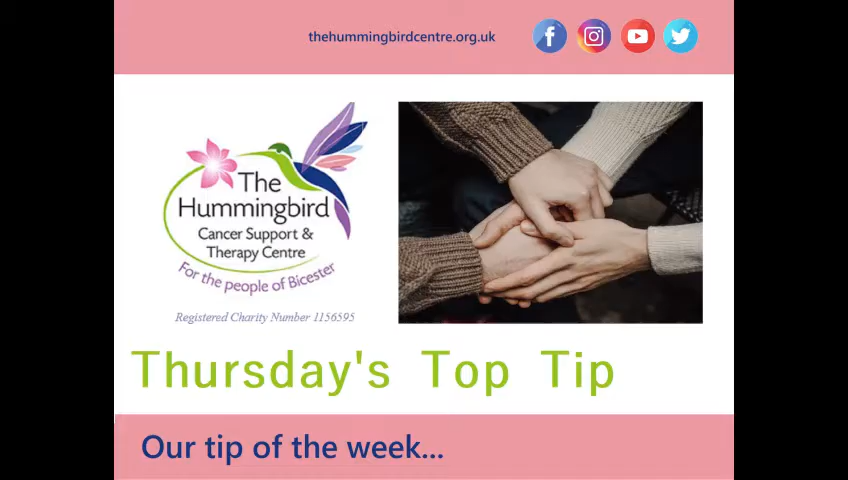 thehummingbirdcentre.org.uk
The
Hummingbird
Cancer Support &
Therapy Centre
For the people of Bicester
Registered Charity Number 1156595
Thursday's Top Tip
Our tip of the week...